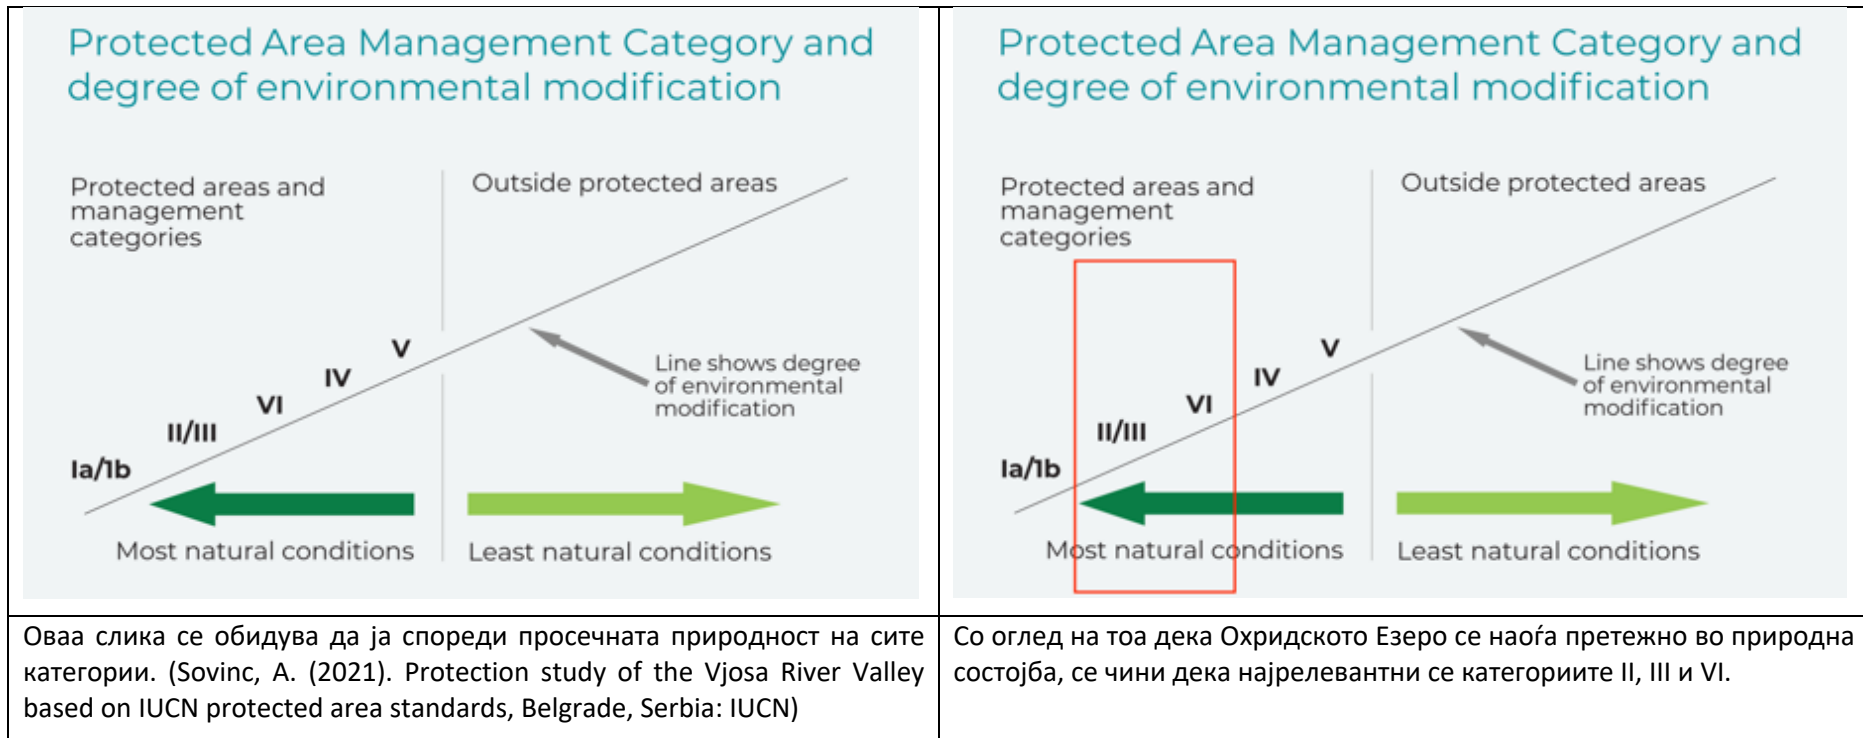 Protected Area Management Category and
degree of environmental modification
Protected areas and
management
categories
Outside protected areas
V
IV
VI
II/III
Ia/1b
Line shows degree
of environmental
modification
Most natural conditions
Least natural conditions
Оваа слика се обидува да ја спореди просечната природност на сите
категории. (Sovinc, A. (2021). Protection study of the Vjosa River Valley
based on IUCN protected area standards, Belgrade, Serbia: IUCN)
Protected Area Management Category and
degree of environmental modification
Protected areas and
management
categories
Outside protected areas
V
IV
VI
II/III
Ia/1b
Line shows degree
of environmental
modification
Most natural conditions
Least natural conditions
Со оглед на тоа дека Охридското Езеро се наоѓа претежно во природна
состојба, се чини дека најрелевантни се категориите II, III и VI.